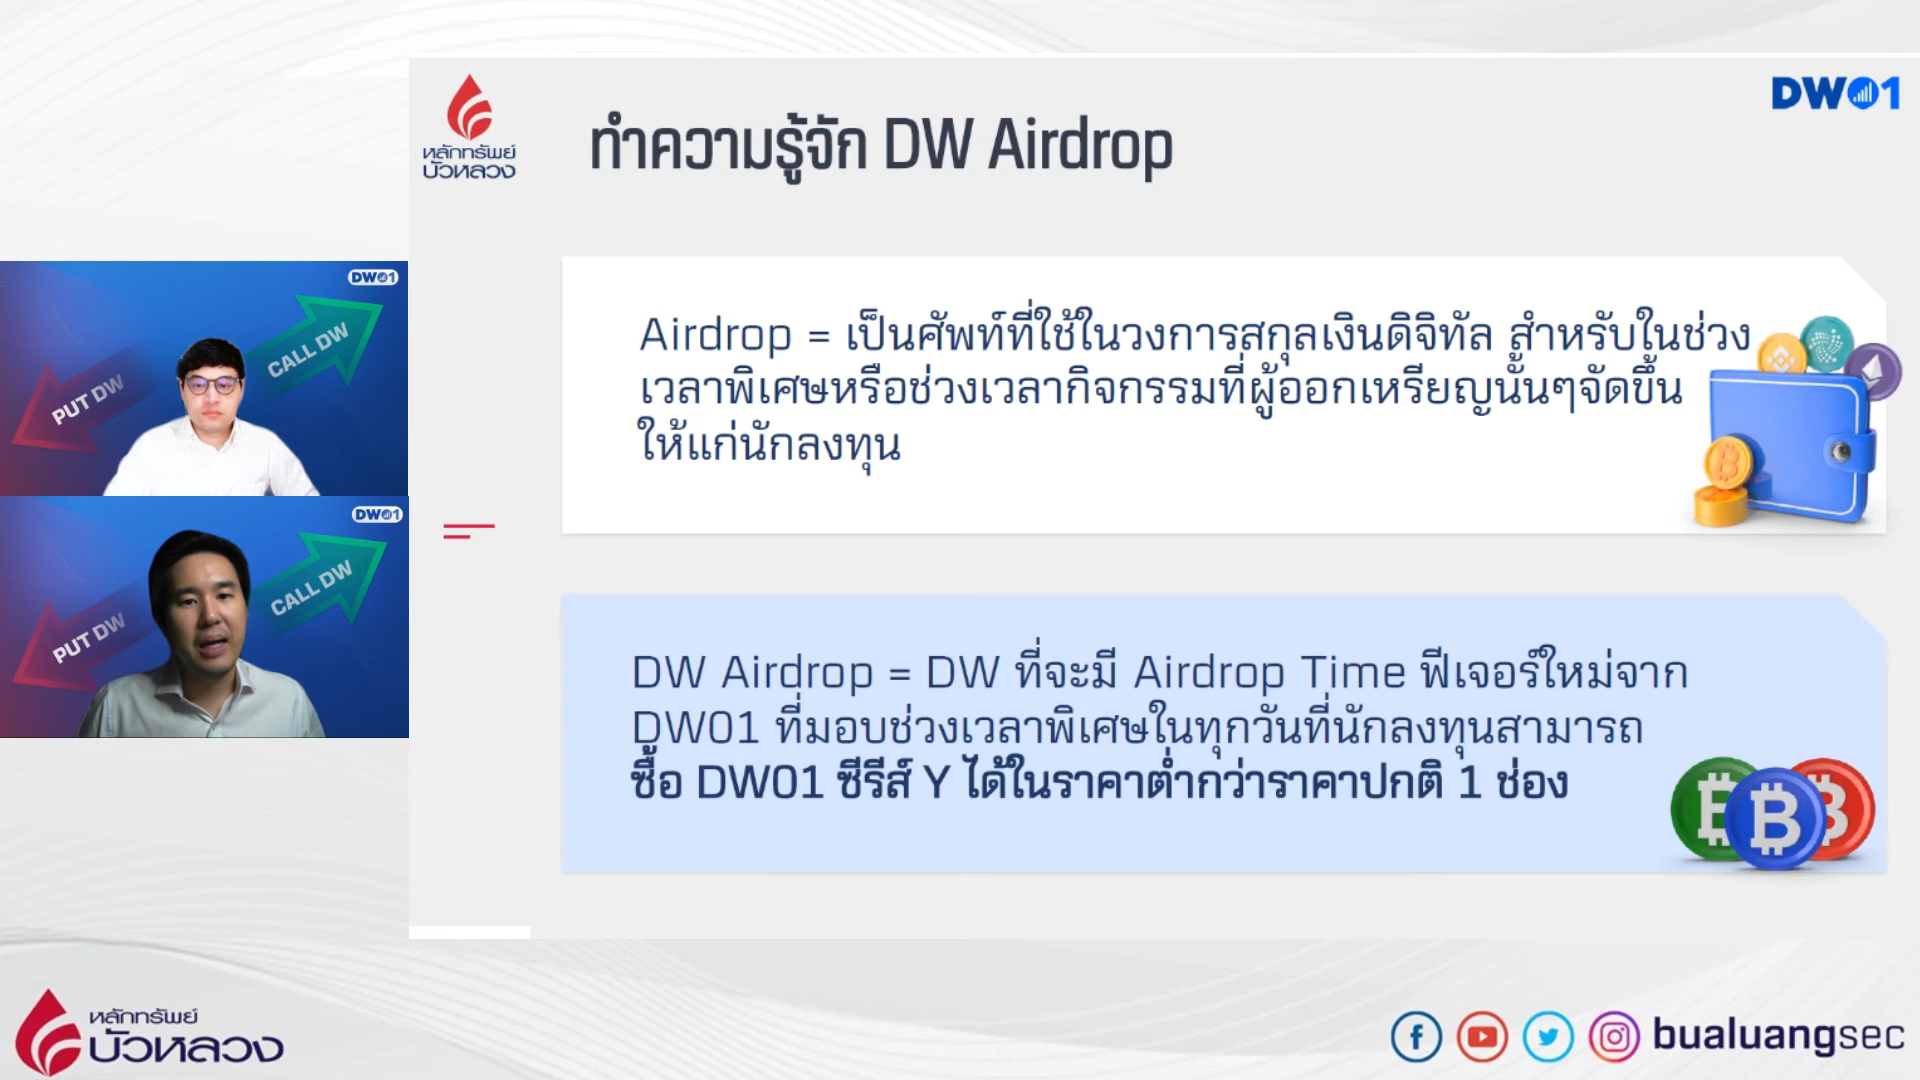 หลักทรัพย์
บัวหลวง
DW01
ทำความรู้จัก DW Airdrop
Airdrop = เป็นศัพท์ที่ใช้ในวงการสกุลเงินดิจิทัล สำหรับในช่วง
เวลาพิเศษหรือช่วงเวลากิจกรรมที่ผู้ออกเหรียญนั้นๆจัดขึ้น
ให้แก่นักลงทุน
DW Airdrop = DW ที่จะมี Airdrop Time ฟีเจอร์ใหม่จาก
DW01 ที่มอบช่วงเวลาพิเศษในทุกวันที่นักลงทุนสามารถ
ซื้อ DW01 ซีรีส์ Y ได้ในราคาต่ำกว่าราคาปกติ 1 ช่อง
DW01
CALL DW
PUT DW
DW01
CALL DW
PUT DW
หลักทรัพย์
บัวหลวง
bualuangsec